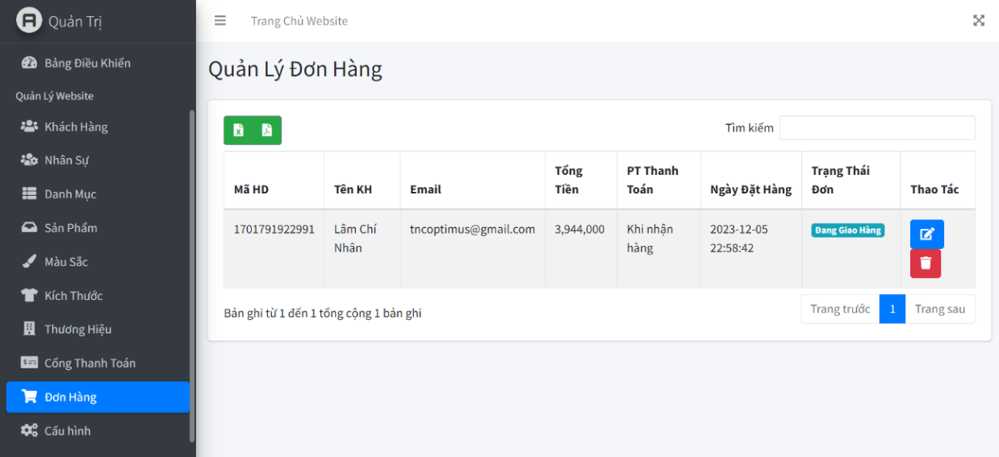 Quản Trị
Trang Chủ Website
Bảng Điều Khiển
Quản Lý Website
Khách Hàng
Nhân Sự
Danh Mục
Sản Phẩm
Màu Sắc
Kích Thước
Thương Hiệu
Cổng Thanh Toán
Đơn Hàng
Cấu hình
Quản Lý Đơn Hàng
Tìm kiếm
Mã HD Tên KH Email Tổng Tiền PT Thanh Toán Ngày Đặt Hàng Trạng Thái Đơn Thao Tác
1701791922991 Lâm Chí Nhân tncoptimus@gmail.com 3,944,000 Khi nhận hàng 2023-12-05 22:58:42 Đang Giao Hàng
Bản ghi từ 1 đến 1 tổng cộng 1 bản ghi
Trang trước 1 Trang sau